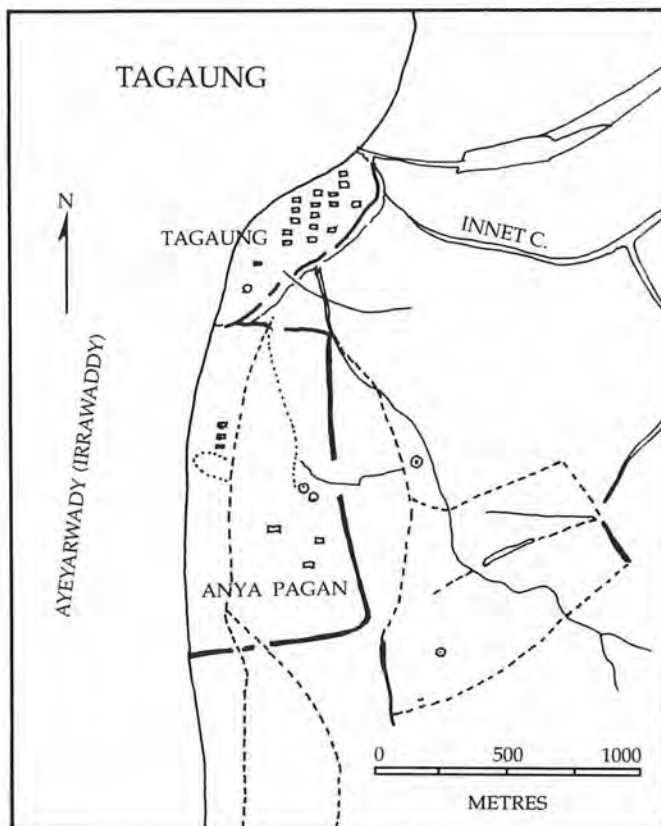 TAGAUNG
N
TAGAUNG
INNET C.
AYEYARWADY (IRRAWADDY)
ANYA PAGAN
0 500 1000
METRES